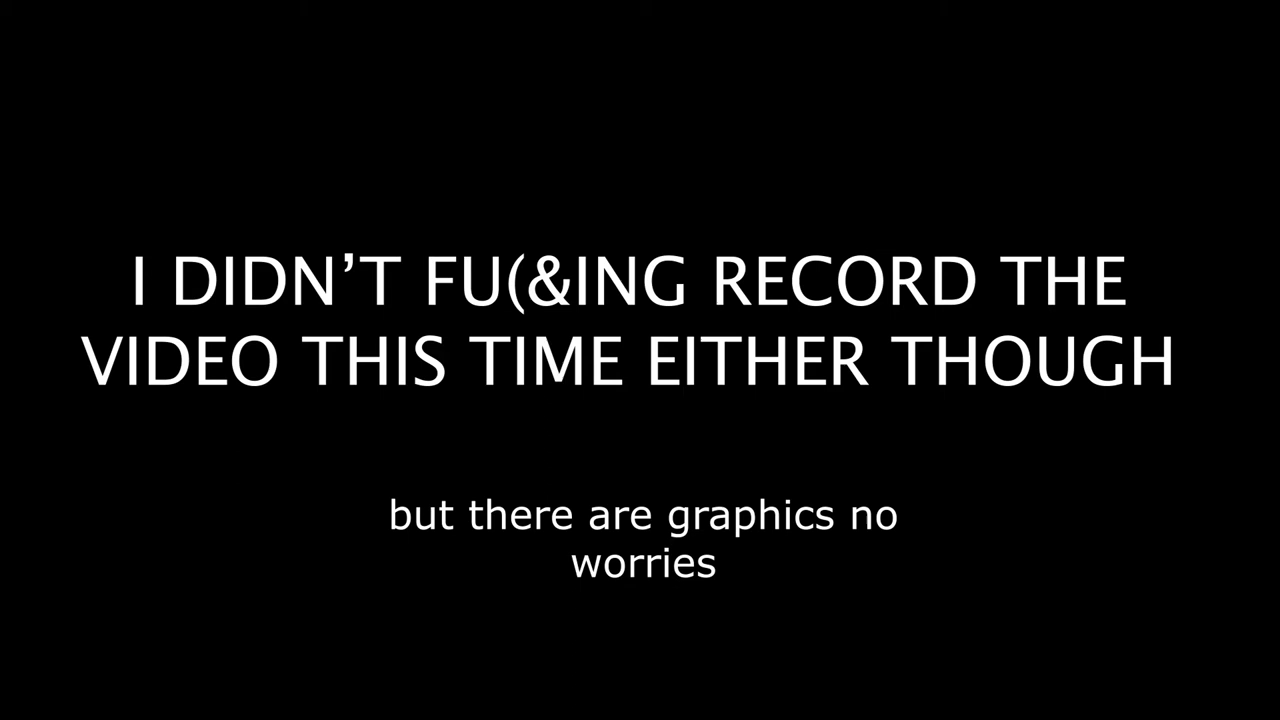 I DIDN’T FU(&ING RECORD THE
VIDEO THIS TIME EITHER THOUGH
but there are graphics no
worries